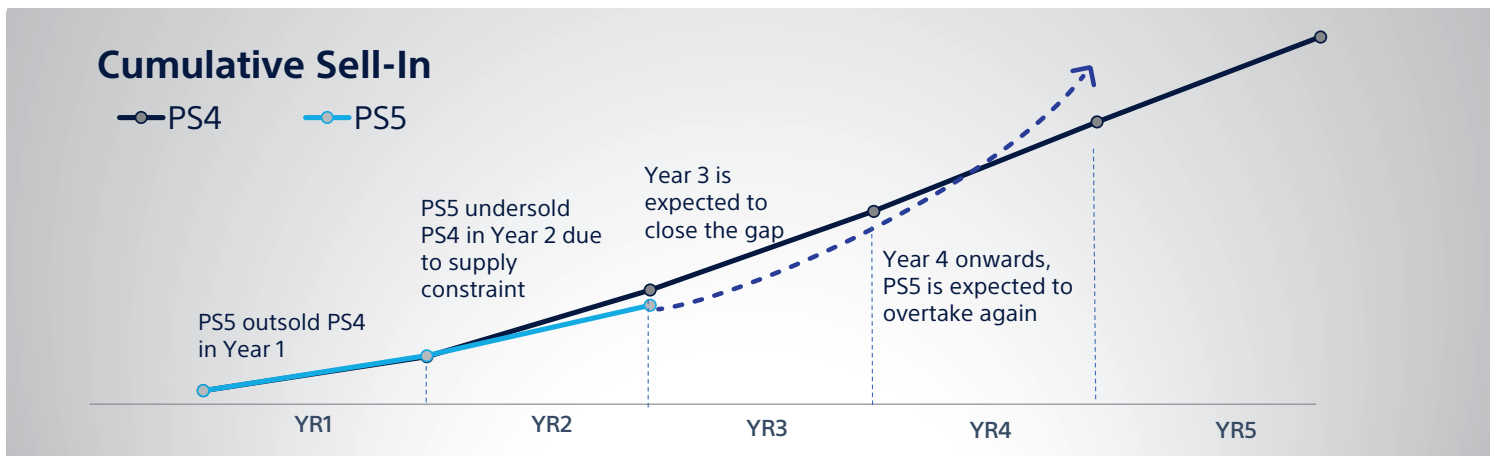 Cumulative Sell-In
PS4
PS5
PS5 outsold PS4
in Year 1
PS5 undersold
PS4 in Year 2 due
to supply
constraint
Year 3 is
expected to
close the gap
Year 4 onwards,
PS5 is expected to
overtake again
YR1
YR2
YR3
YR4
YR5